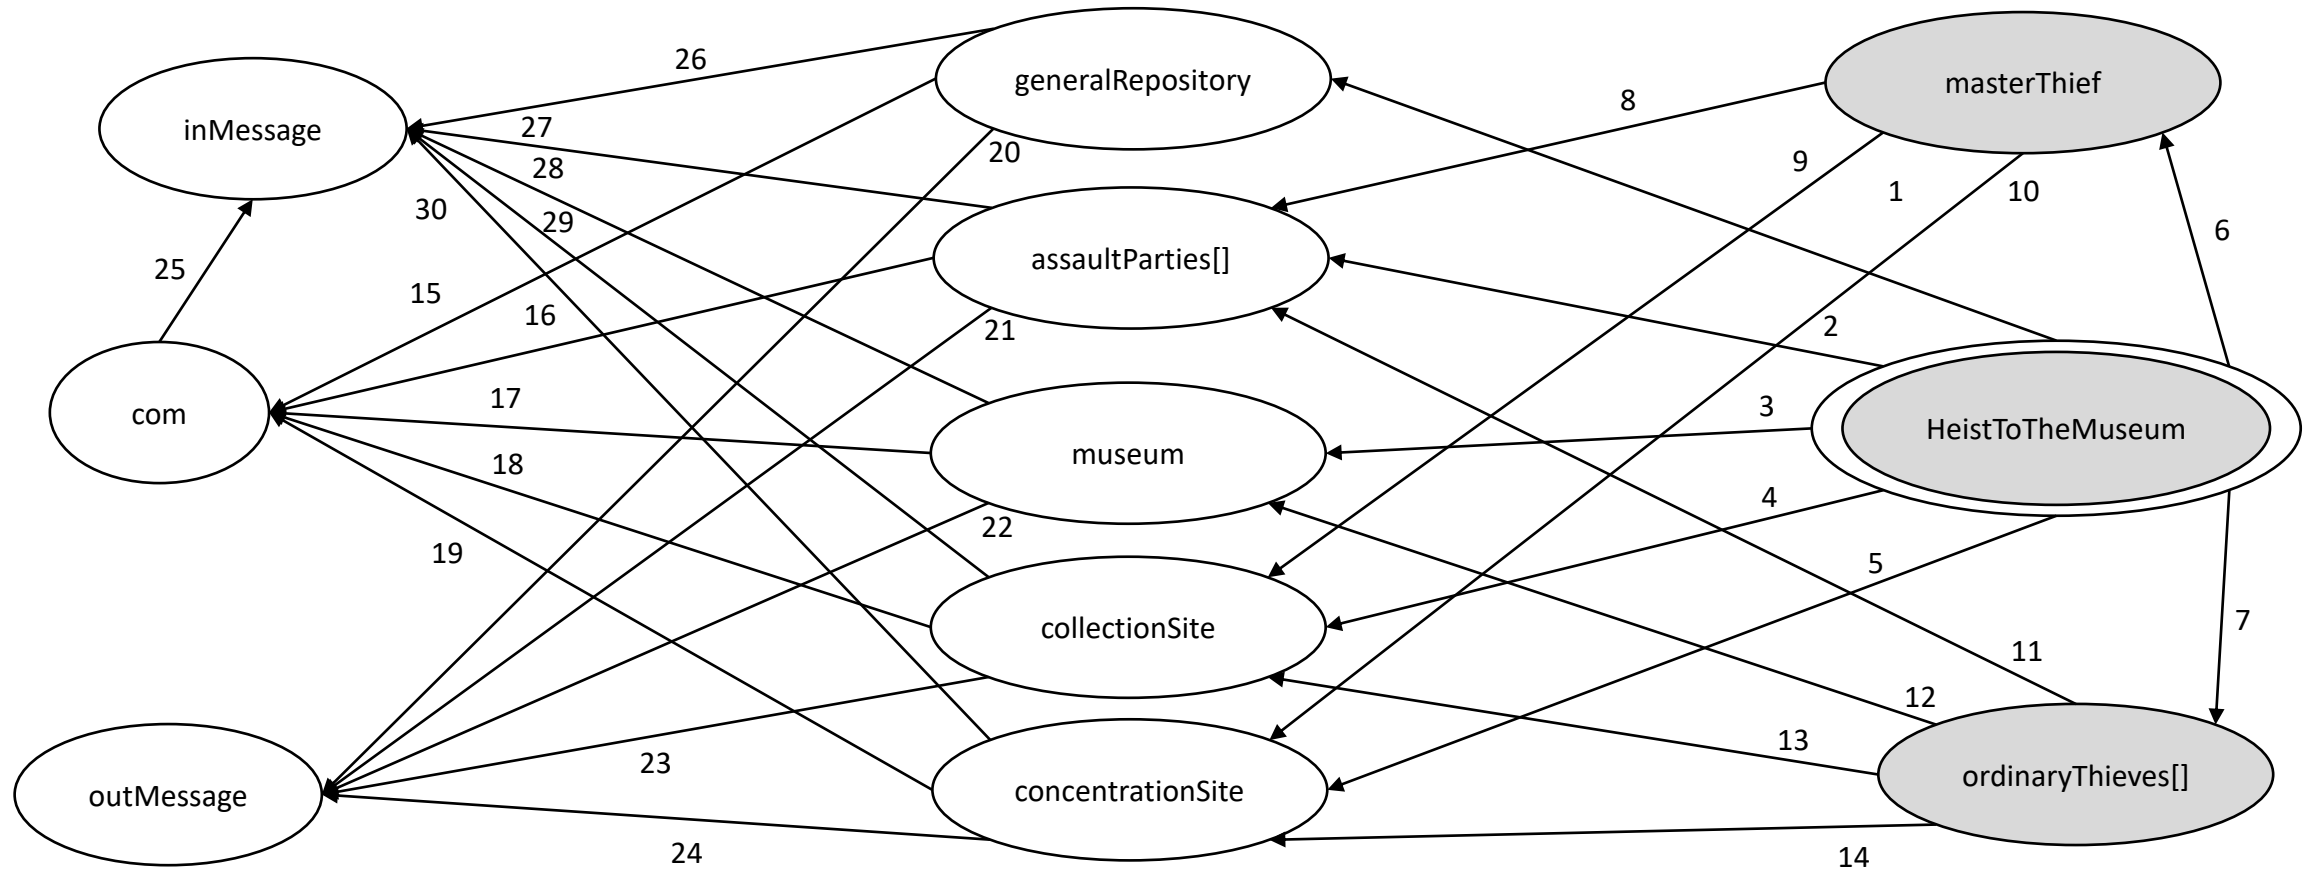 26
generalRepository
masterThief
inMessage
8
27
20
28
9
1
10
30
29
6
assaultParties[]
25
15
16
21
2
17
3
com
HeistToTheMuseum
18
museum
4
22
19
5
collectionSite
7
11
12
23
13
outMessage
concentrationSite
ordinaryThieves[]
24
14